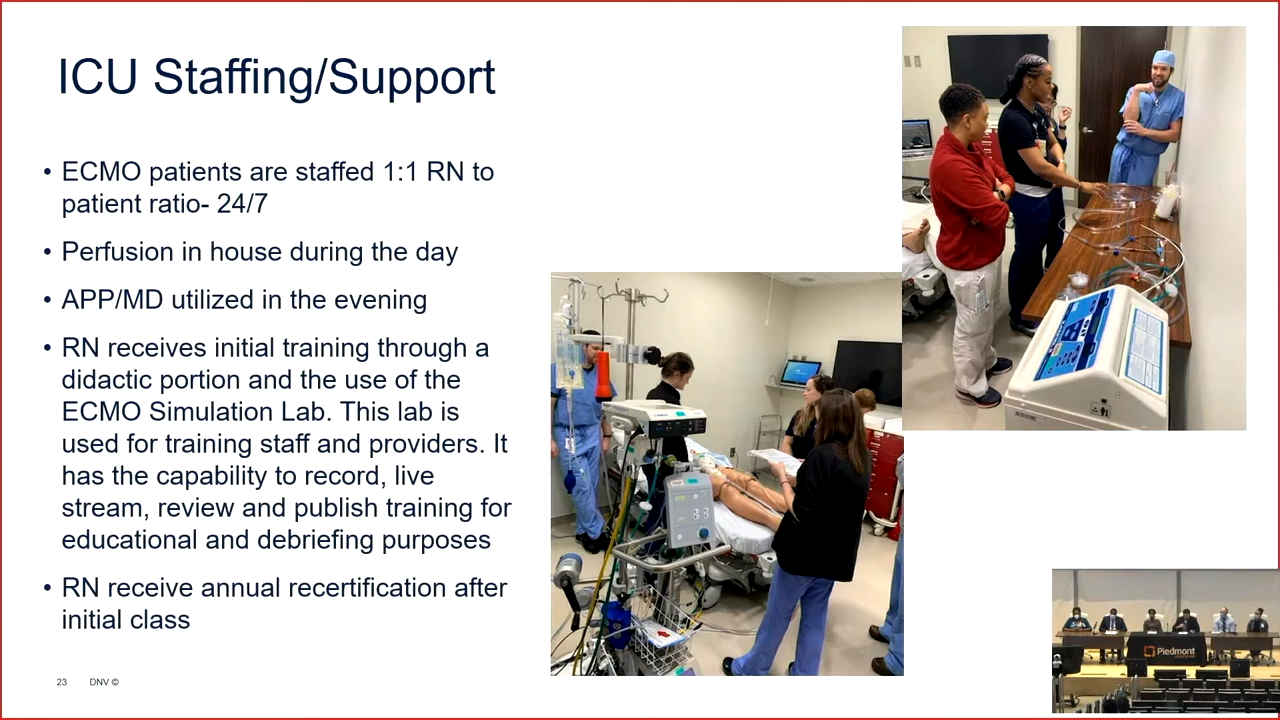 ICU Staffing/Support
• ECMO patients are staffed 1:1 RN to
patient ratio- 24/7
• Perfusion in house during the day
• APP/MD utilized in the evening
• RN receives initial training through a
didactic portion and the use of the
ECMO Simulation Lab. This lab is
used for training staff and providers. It
has the capability to record, live
stream, review and publish training for
educational and debriefing purposes
• RN receive annual recertification after
initial class
23 DNV ©
Piedmont